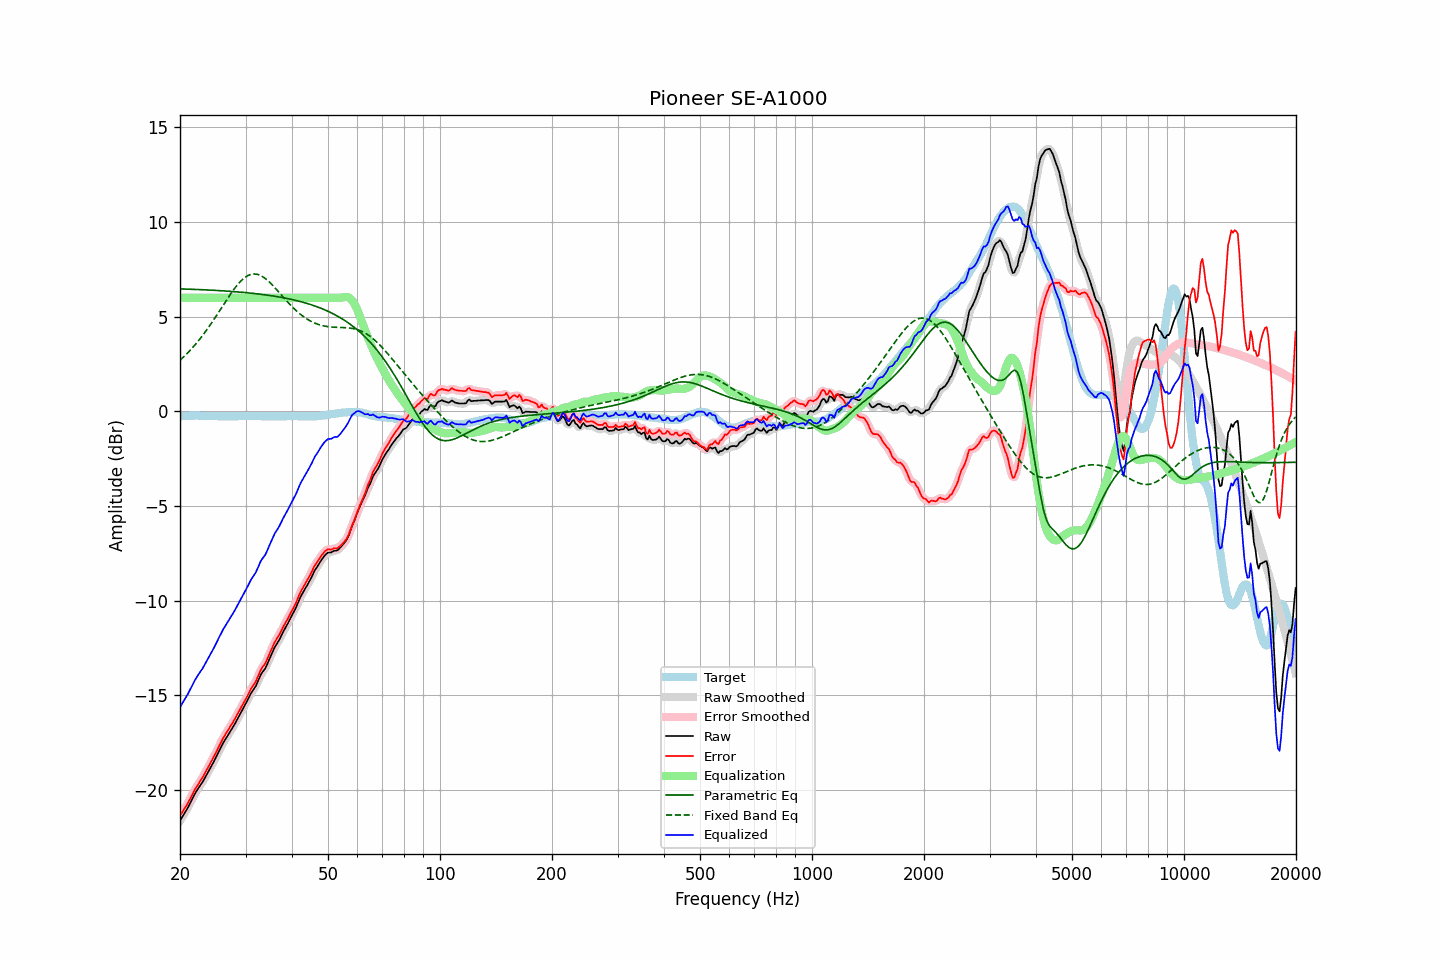 Pioneer SE-A1000
15
10
5
0
−5
−10
−15
−20
Amplitude (dBr)
Target
Raw Smoothed
Error Smoothed
Raw
Error
Equalization
Parametric Eq
Fixed Band Eq
Equalized
20 50 100 200 500 1000 2000 5000 10000 20000
Frequency (Hz)